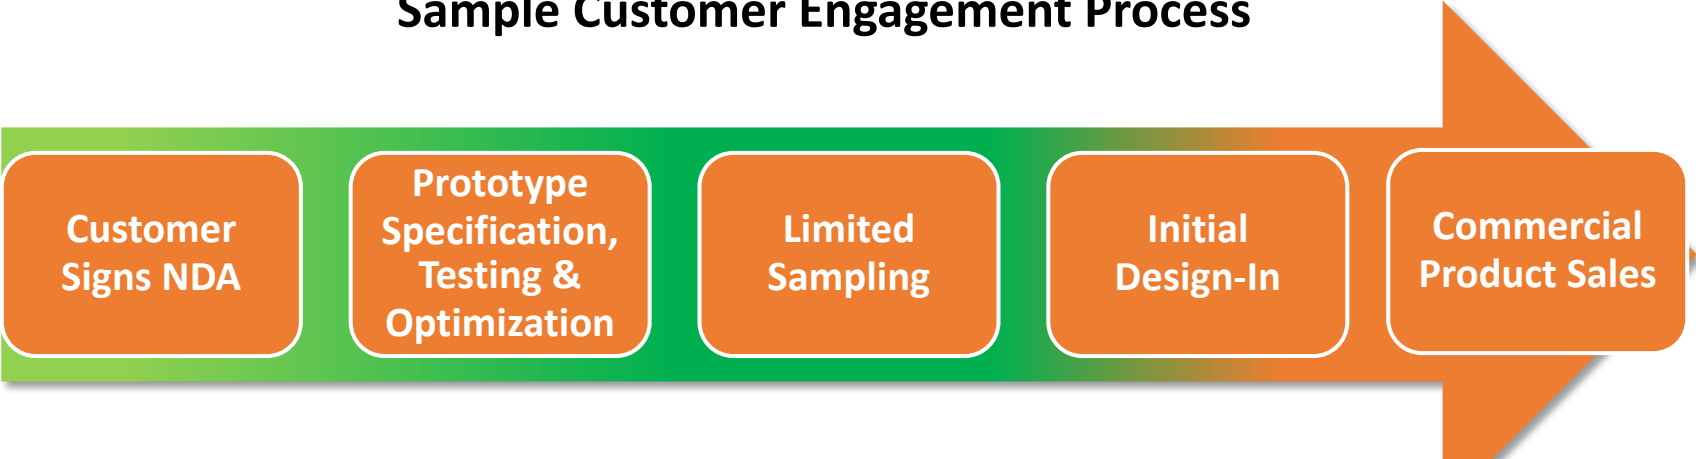 Sample Customer Engagement Process
Customer
Signs NDA
Prototype
Specification,
Testing &
Optimization
Limited
Sampling
Initial
Design-In
Commercial
Product Sales